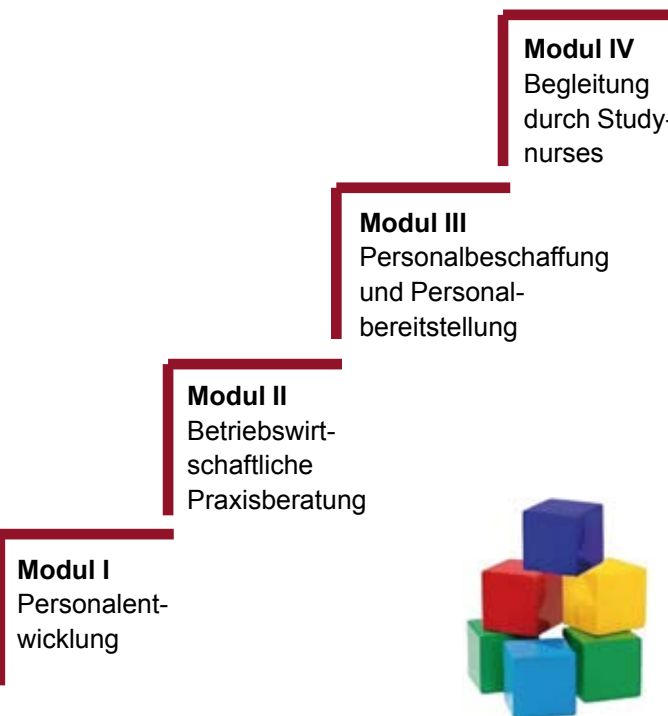 Modul IV
Begleitung
durch Study-
nurses
Modul III
Personalbeschaffung
und Personal-
bereitstellung
Modul II
Betriebswirt-
schaftliche
Praxisberatung
Modul I
Personalent-
wicklung